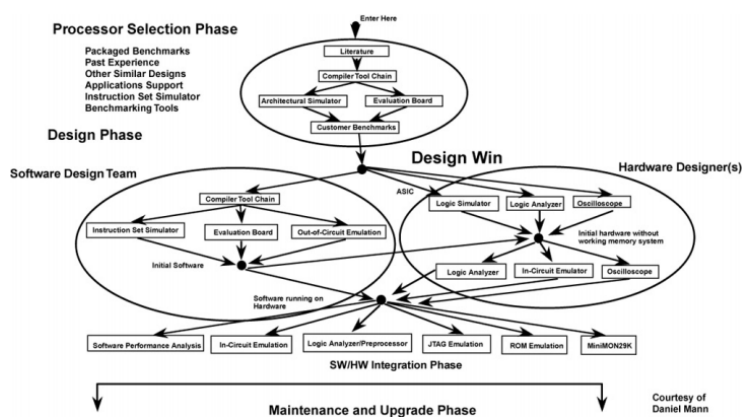 Enter Here
Processor Selection Phase
Packaged Benchmarks
Past Experience
Other Similar Designs
Applications Support
Instruction Set Simulator
Benchmarking Tools
Literature
Compiler Tool Chain
Architectural Simulator
Evaluation Board
Customer Benchmarks
Design Phase
Design Win
Software Design Team
Hardware Designer(s)
ASIC
Compiler Tool Chain
Instruction Set Simulator
Evaluation Board
Out-of-Circuit Emulation
Initial Software
Logic Simulator
Logic Analyzer
Oscilloscope
Initial hardware without
working memory system
Logic Analyzer
In-Circuit Emulator
Oscilloscope
Software running on
Hardware
Software Performance Analysis
In-Circuit Emulation
Logic Analyzer/Preprocessor
JTAG Emulation
ROM Emulation
MiniMON29K
SW/HW Integration Phase
Maintenance and Upgrade Phase
Courtesy of
Daniel Mann